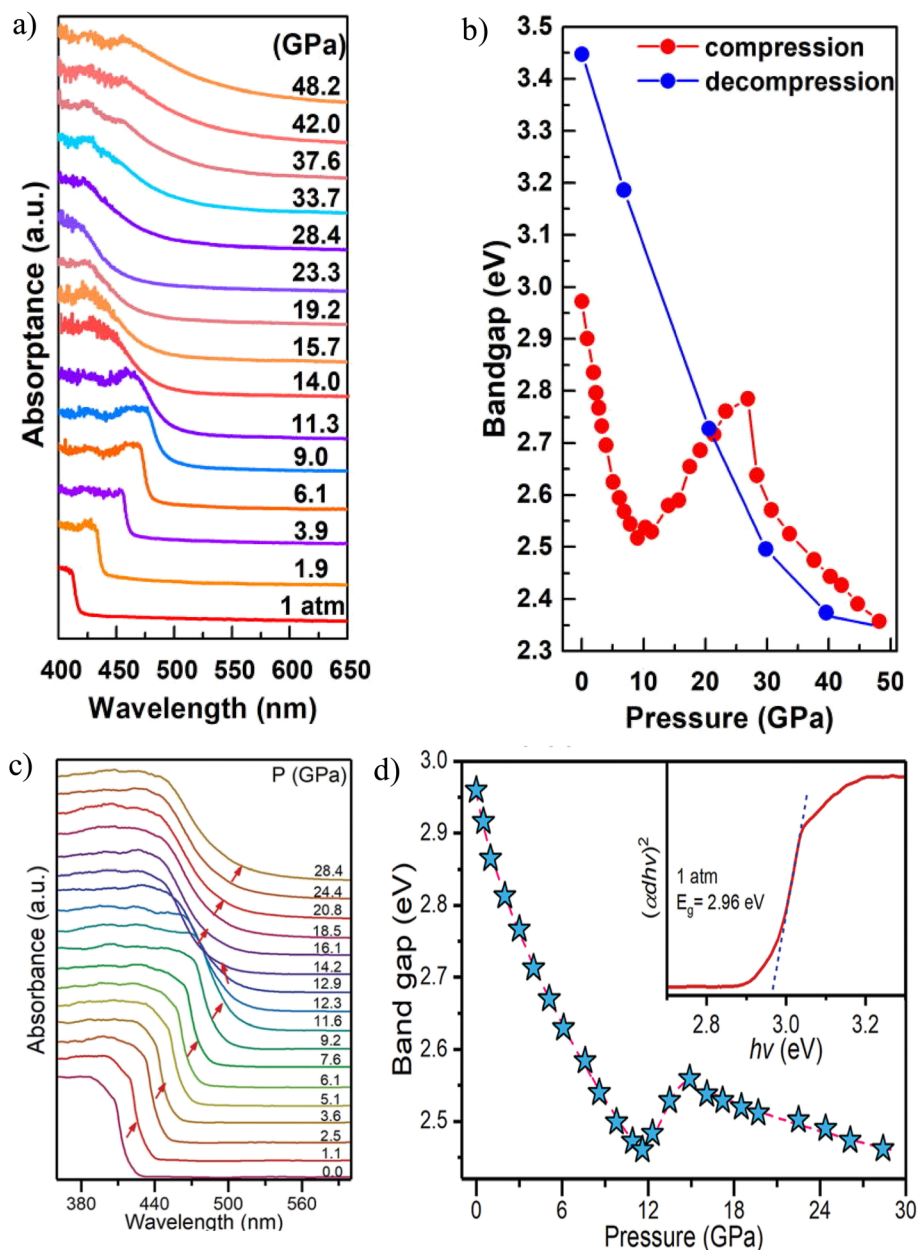 a)
(GPa)
48.2
42.0
37.6
33.7
28.4
23.3
19.2
15.7
14.0
11.3
9.0
6.1
3.9
1.9
1 atm
Absorptance (a.u.)
400 450 500 550 600 650
Wavelength (nm)
b)
compression
decompression
3.5
3.4
3.3
3.2
3.1
3.0
2.9
2.8
2.7
2.6
2.5
2.4
2.3
Bandgap (eV)
0 10 20 30 40 50
Pressure (GPa)
c)
P (GPa)
28.4
24.4
20.8
18.5
16.1
14.2
12.9
12.3
11.6
9.2
7.6
6.1
5.1
3.6
2.5
1.1
0.0
Absorbance (a.u.)
380 440 500
Wavelength (nm)
d)
3.0
2.9
2.8
2.7
2.6
2.5
Band gap (eV)
0 6 12 18 24 30
Pressure (GPa)
(αdhν)²
1 atm
E_g= 2.96 eV
2.8 3.0 3.2
hν (eV)